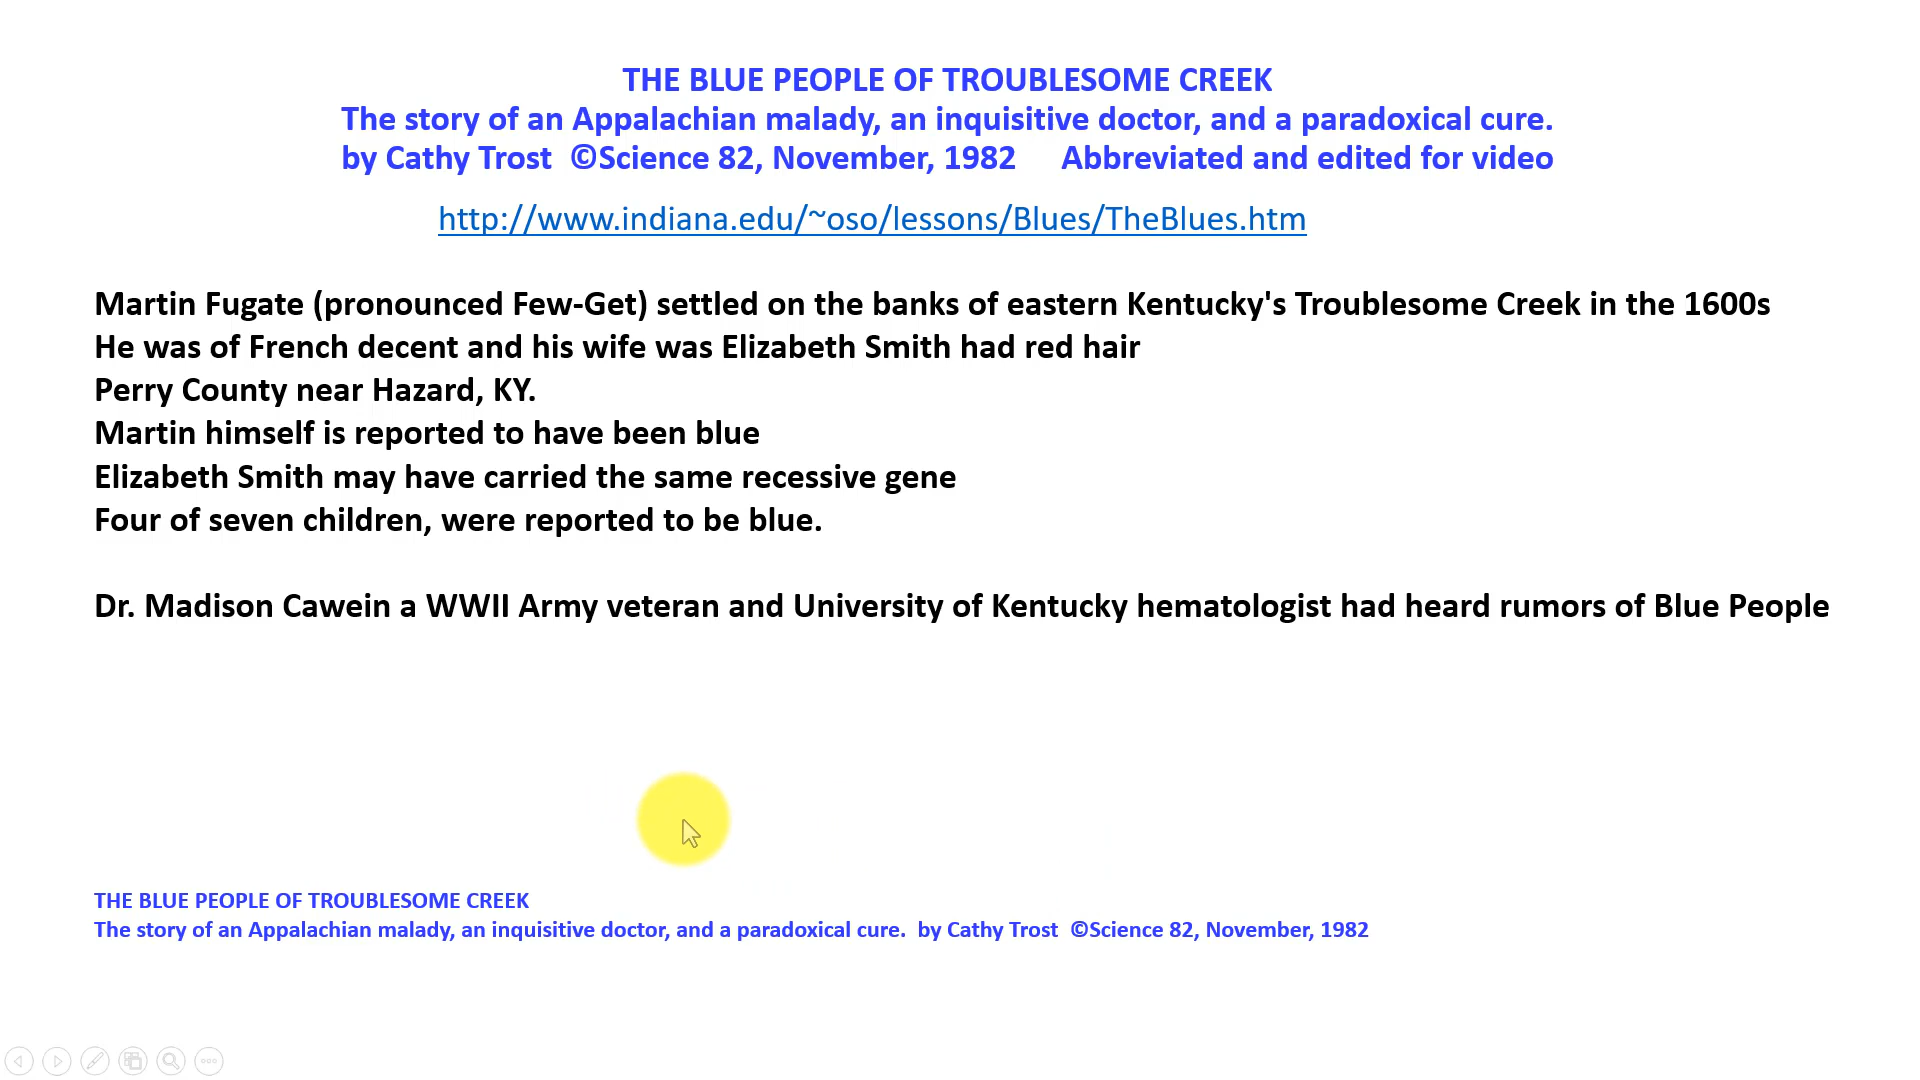 THE BLUE PEOPLE OF TROUBLESOME CREEK
The story of an Appalachian malady, an inquisitive doctor, and a paradoxical cure.
by Cathy Trost ©Science 82, November, 1982 Abbreviated and edited for video
http://www.indiana.edu/~oso/lessons/Blues/TheBlues.htm
Martin Fugate (pronounced Few-Get) settled on the banks of eastern Kentucky's Troublesome Creek in the 1600s
He was of French decent and his wife was Elizabeth Smith had red hair
Perry County near Hazard, KY.
Martin himself is reported to have been blue
Elizabeth Smith may have carried the same recessive gene
Four of seven children, were reported to be blue.
Dr. Madison Cawein a WWII Army veteran and University of Kentucky hematologist had heard rumors of Blue People
THE BLUE PEOPLE OF TROUBLESOME CREEK
The story of an Appalachian malady, an inquisitive doctor, and a paradoxical cure. by Cathy Trost ©Science 82, November, 1982